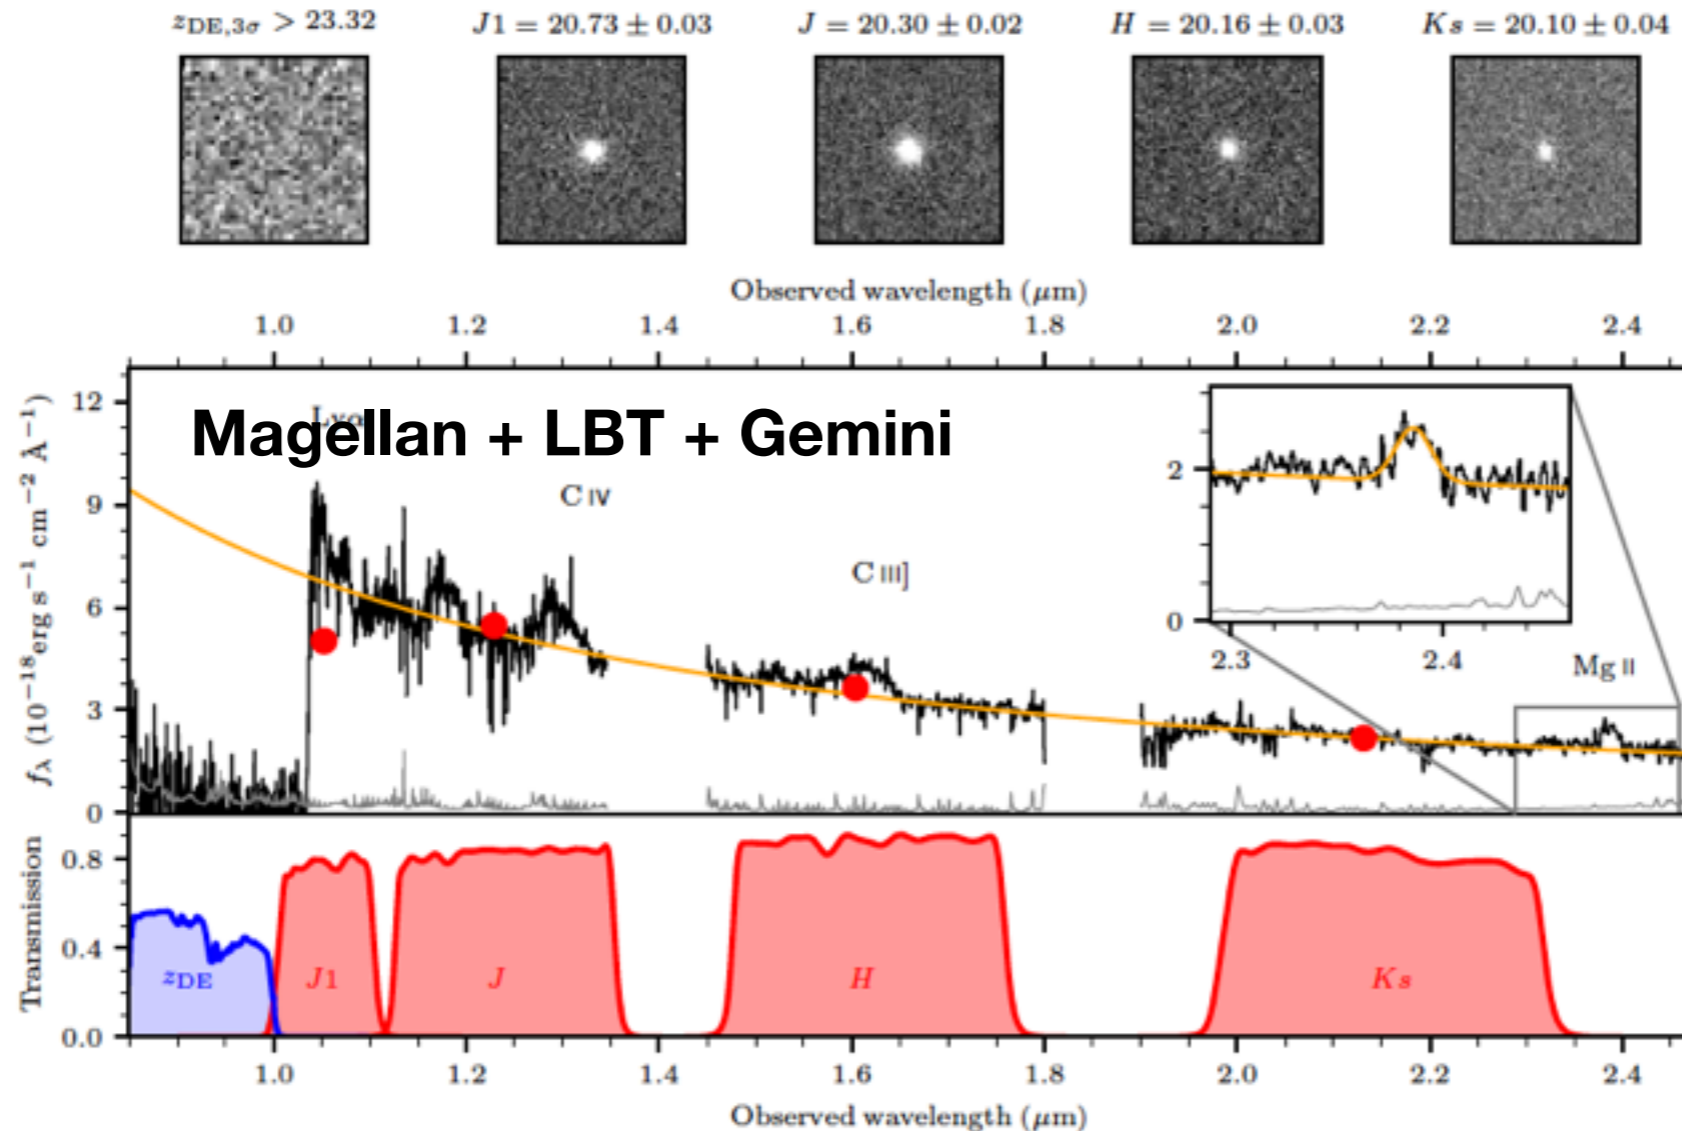 z_DE,3σ > 23.32 J1 = 20.73 ± 0.03 J = 20.30 ± 0.02 H = 20.16 ± 0.03 Ks = 20.10 ± 0.04
Observed wavelength (μm)
1.0 1.2 1.4 1.6 1.8 2.0 2.2 2.4
12
9
6
3
0
f_λ (10⁻¹⁸erg s⁻¹ cm⁻² λ⁻¹)
Lyα
Magellan + LBT + Gemini
C IV
C III]
2
0
2.3 2.4
Mg II
Transmission
0.8
0.4
0.0
z_DE J1 J H Ks
1.0 1.2 1.4 1.6 1.8 2.0 2.2 2.4
Observed wavelength (μm)